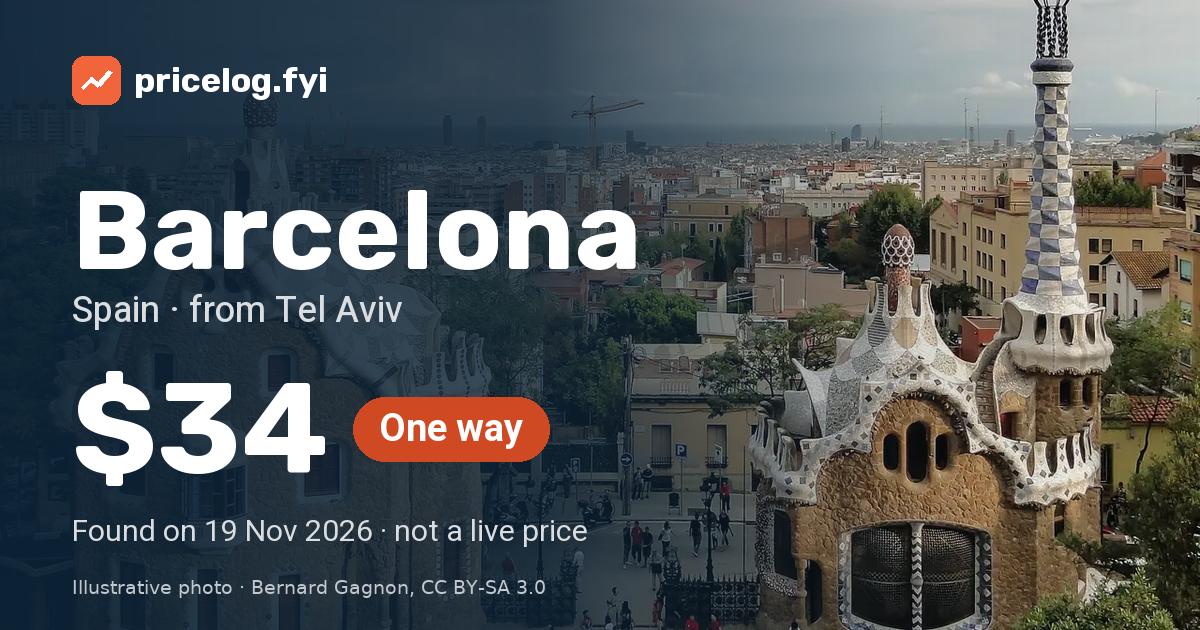 pricelog.fyi
Barcelona
Spain · from Tel Aviv
$34 One way
Found on 19 Nov 2026 · not a live price
Illustrative photo · Bernard Gagnon, CC BY-SA 3.0